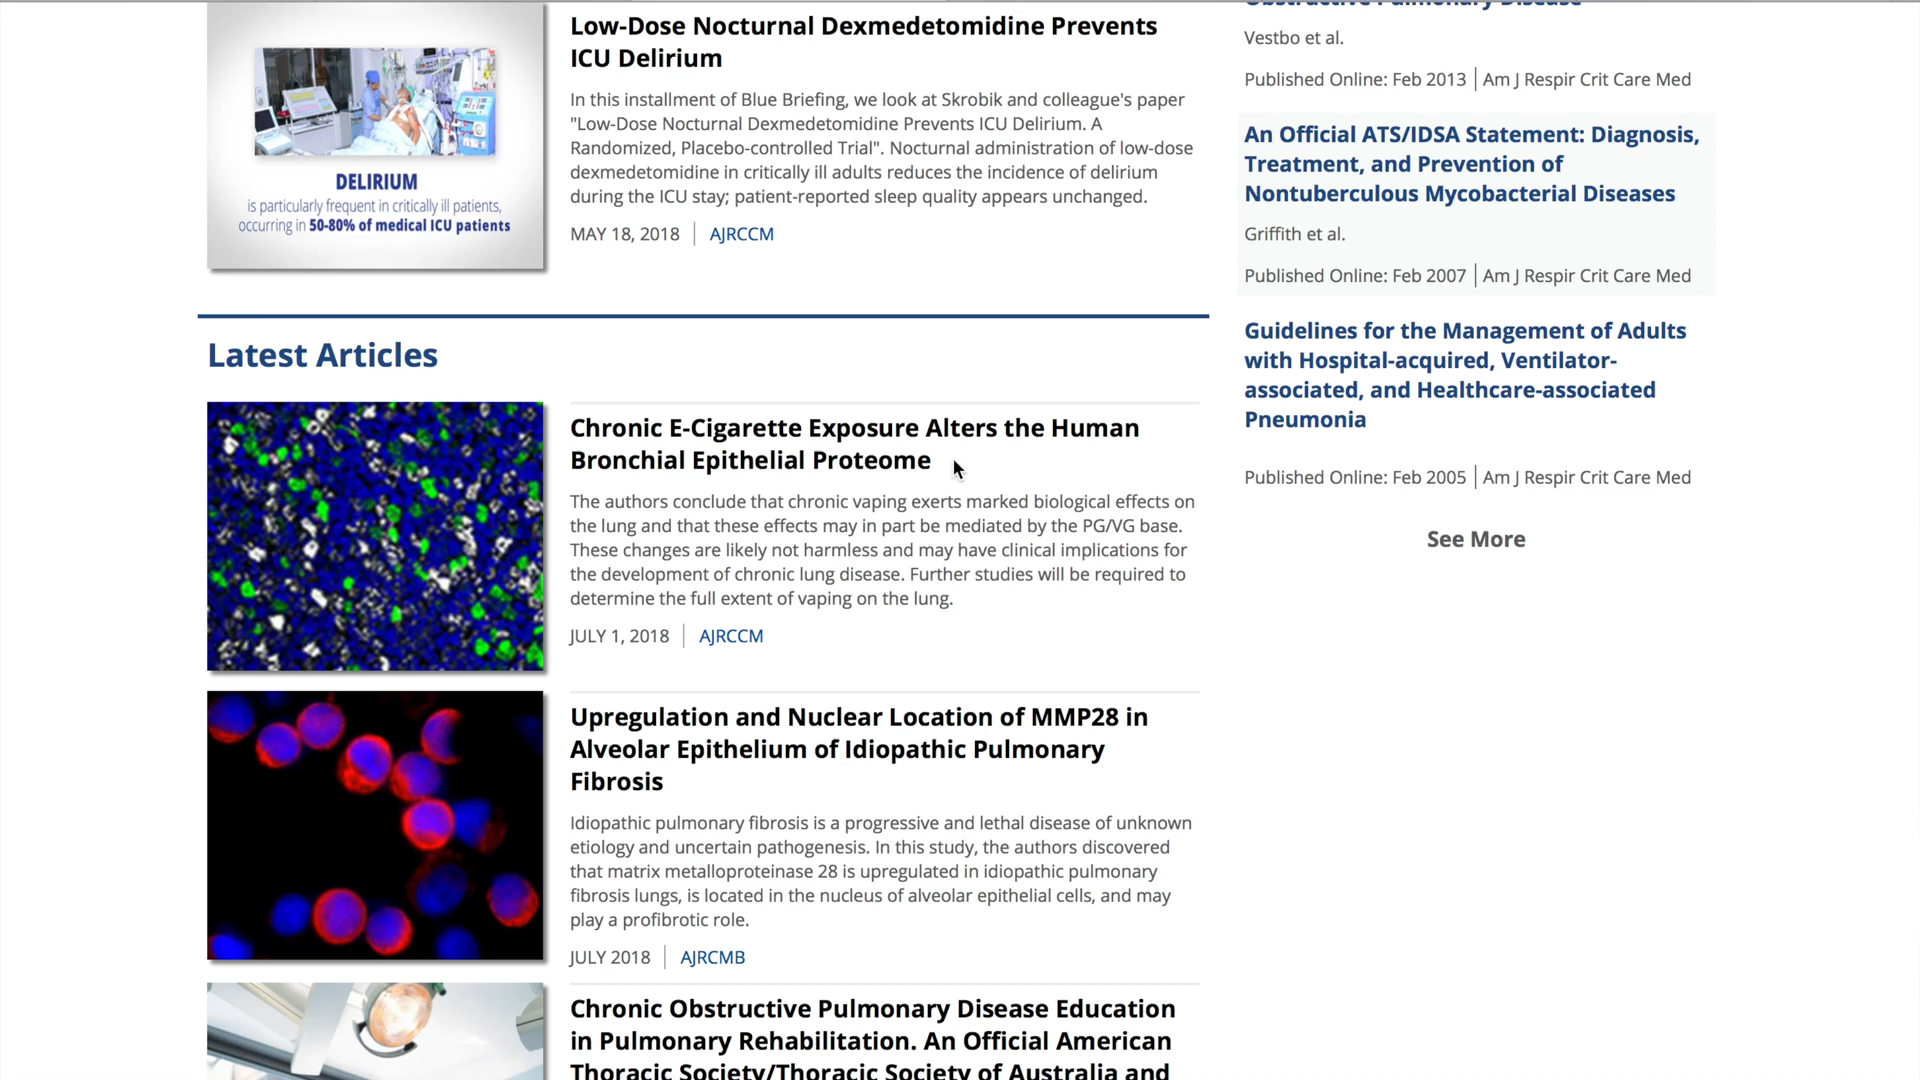 Low-Dose Nocturnal Dexmedetomidine Prevents
ICU Delirium
In this installment of Blue Briefing, we look at Skrobik and colleague's paper
"Low-Dose Nocturnal Dexmedetomidine Prevents ICU Delirium. A
Randomized, Placebo-controlled Trial". Nocturnal administration of low-dose
dexmedetomidine in critically ill adults reduces the incidence of delirium
during the ICU stay; patient-reported sleep quality appears unchanged.
MAY 18, 2018 | AJRCCM
DELIRIUM
is particularly frequent in critically ill patients,
occurring in 50-80% of medical ICU patients
Latest Articles
Chronic E-Cigarette Exposure Alters the Human
Bronchial Epithelial Proteome
The authors conclude that chronic vaping exerts marked biological effects on
the lung and that these effects may in part be mediated by the PG/VG base.
These changes are likely not harmless and may have clinical implications for
the development of chronic lung disease. Further studies will be required to
determine the full extent of vaping on the lung.
JULY 1, 2018 | AJRCCM
Upregulation and Nuclear Location of MMP28 in
Alveolar Epithelium of Idiopathic Pulmonary
Fibrosis
Idiopathic pulmonary fibrosis is a progressive and lethal disease of unknown
etiology and uncertain pathogenesis. In this study, the authors discovered
that matrix metalloproteinase 28 is upregulated in idiopathic pulmonary
fibrosis lungs, is located in the nucleus of alveolar epithelial cells, and may
play a profibrotic role.
JULY 2018 | AJRCMB
Chronic Obstructive Pulmonary Disease Education
in Pulmonary Rehabilitation. An Official American
Thoracic Society/Thoracic Society of Australia and
Obstructive Pulmonary Disease
Vestbo et al.
Published Online: Feb 2013 | Am J Respir Crit Care Med
An Official ATS/IDSA Statement: Diagnosis,
Treatment, and Prevention of
Nontuberculous Mycobacterial Diseases
Griffith et al.
Published Online: Feb 2007 | Am J Respir Crit Care Med
Guidelines for the Management of Adults
with Hospital-acquired, Ventilator-
associated, and Healthcare-associated
Pneumonia
Published Online: Feb 2005 | Am J Respir Crit Care Med
See More